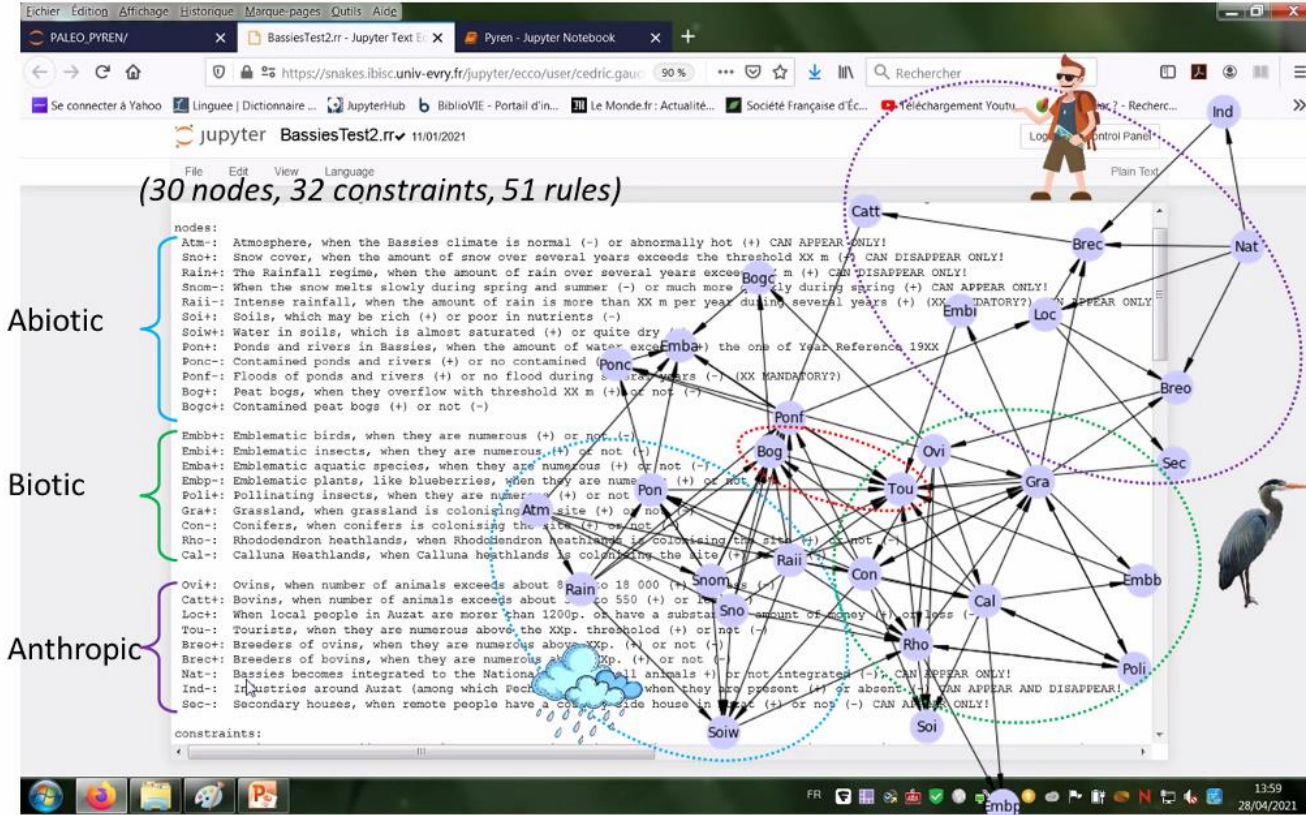 Fichier Édition Affichage Historique Marque-pages Outils Aide
PALEO_PYREN/ BassiesTest2.rr - Jupyter Text Pyren - Jupyter Notebook
https://snakes.ibisc.univ-evry.fr/jupyter/ecco/user/cedric.gauc 90 % Rechercher
Se connecter à Yahoo Linguee | Dictionnaire ... JupyterHub BiblioVIE - Portail d'in... Le Monde.fr : Actualité... Société Française d'Éc... Téléchargement Youtu... ? - Recherc...
jupyter BassiesTest2.rr 11/01/2021 Control Panel
File Edit View Language Plain Text
(30 nodes, 32 constraints, 51 rules)
nodes:
Atm-: Atmosphere, when the Bassies climate is normal (-) or abnormally hot (+) CAN APPEAR ONLY!
Sno+: Snow cover, when the amount of snow over several years exceeds the threshold XX m (+) CAN DISAPPEAR ONLY!
Rain+: The Rainfall regime, when the amount of rain over several years m (+) CAN DISAPPEAR ONLY!
Snom-: When the snow melts slowly during spring and summer (-) or much more during spring (+) CAN APPEAR ONLY!
Raii-: Intense rainfall, when the amount of rain is more than XX m per year during several years (+) APPEAR ONLY
Soi+: Soils, which may be rich (+) or poor in nutrients (-)
Soiw+: Water in soils, which is almost saturated (+) or quite dry
Pon+: Ponds and rivers in Bassies, when the amount of water the one of Year Reference 19XX
Ponc-: Contamined ponds and rivers (+) or no contamined
Ponf-: Floods of ponds and rivers (+) or no flood during years (-) (XX MANDATORY?)
Bog+: Peat bogs, when they overflow with threshold XX m (+) or not (-)
Bogc+: Contamined peat bogs (+) or not (-)
Embb+: Emblematic birds, when they are numerous (+) or not (-)
Embi+: Emblematic insects, when they are numerous (+) or not (-)
Emba+: Emblematic aquatic species, when they are numerous (+) or not (-)
Embp-: Emblematic plants, like blueberries, when they are (+) or not
Poli+: Pollinating insects, when they are (+) or not
Gra+: Grassland, when grassland is colonising site (+) or not
Con-: Conifers, when conifers is colonising the site (+) or not
Rho-: Rhododendron heathlands, when Rhododendron heathlands is colonising the site (+) or not (-)
Cal-: Calluna Heathlands, when Calluna heathlands is colonising the site (+)
Ovi+: Ovins, when number of animals exceeds about to 18 000 (+) (-)
Catt+: Bovins, when number of animals exceeds about to 550 (+) or
Loc+: When local people in Auzat are morer than 1200p. or have a amount of money (+) or less (-)
Tou-: Tourists, when they are numerous above the XXp. thresholod (+) or not (-)
Breo+: Breeders of ovins, when they are numerous above XXp. (+) or not (-)
Brec+: Breeders of bovins, when they are numerous XXp. (+) or not (-)
Nat-: Bassies becomes integrated to the animals +) or not integrated (-), CAN APPEAR ONLY!
Ind-: Industries around Auzat (among which when they are present (+) or absent (-) CAN APPEAR AND DISAPPEAR!
Sec-: Secondary houses, when remote people have a side house in (+) or not (-) CAN ONLY!
constraints:
Abiotic
Biotic
Anthropic
Ind
Catt
Brec
Nat
Bogc
Embi
Loc
Emba
Ponc
Breo
Ponf
Bog
Ovi
Sec
Tou
Gra
Pon
Atm
Raii
Con
Snom
Embb
Rain
Cal
Sno
Rho
Poli
Soiw
Soi
Embp
FR 13:59
28/04/2021